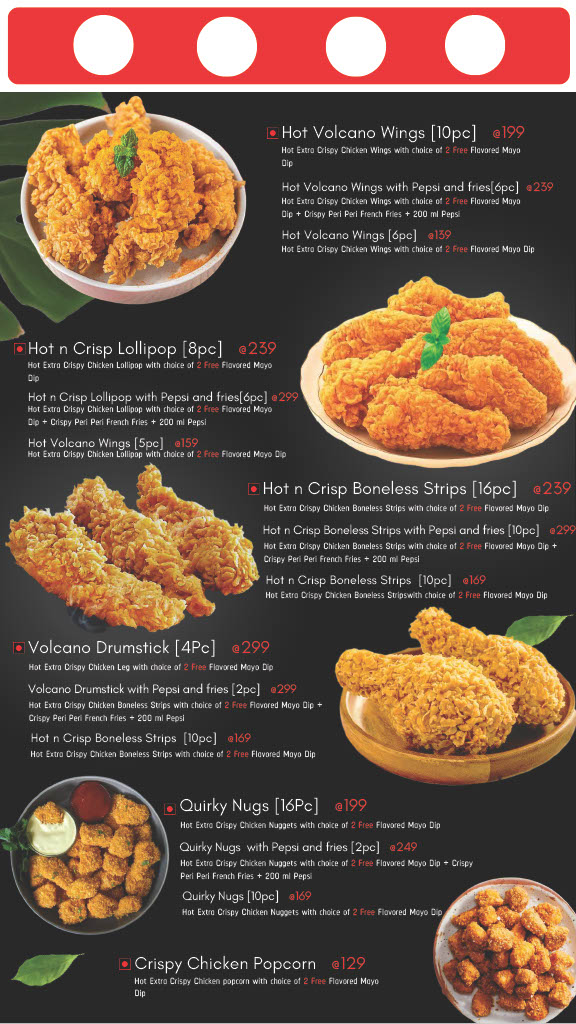 Hot Volcano Wings [10pc] @199
Hot Extra Crispy Chicken Wings with choice of 2 Free Flavored Mayo
Dip
Hot Volcano Wings with Pepsi and fries[6pc] @239
Hot Extra Crispy Chicken Wings with choice of 2 Free Flavored Mayo
Dip + Crispy Peri Peri French Fries + 200 ml Pepsi
Hot Volcano Wings [6pc] @139
Hot Extra Crispy Chicken Wings with choice of 2 Free Flavored Mayo Dip
Hot n Crisp Lollipop [8pc] @239
Hot Extra Crispy Chicken Lollipop with choice of 2 Free Flavored Mayo
Dip
Hot n Crisp Lollipop with Pepsi and fries[6pc] @299
Hot Extra Crispy Chicken Lollipop with choice of 2 Free Flavored Mayo
Dip + Crispy Peri Peri French Fries + 200 ml Pepsi
Hot Volcano Wings [5pc] @159
Hot Extra Crispy Chicken Lollipop with choice of 2 Free Flavored Mayo Dip
Hot n Crisp Boneless Strips [16pc] @239
Hot Extra Crispy Chicken Boneless Strips with choice of 2 Free Flavored Mayo Dip
Hot n Crisp Boneless Strips with Pepsi and fries [10pc] @299
Hot Extra Crispy Chicken Boneless Strips with choice of 2 Free Flavored Mayo Dip +
Crispy Peri Peri French Fries + 200 ml Pepsi
Hot n Crisp Boneless Strips [10pc] @169
Hot Extra Crispy Chicken Boneless Stripswith choice of 2 Free Flavored Mayo Dip
Volcano Drumstick [4Pc] @299
Hot Extra Crispy Chicken Leg with choice of 2 Free Flavored Mayo Dip
Volcano Drumstick with Pepsi and fries [2pc] @299
Hot Extra Crispy Chicken Boneless Strips with choice of 2 Free Flavored Mayo Dip +
Crispy Peri Peri French Fries + 200 ml Pepsi
Hot n Crisp Boneless Strips [10pc] @169
Hot Extra Crispy Chicken Boneless Strips with choice of 2 Free Flavored Mayo Dip
Quirky Nugs [16Pc] @199
Hot Extra Crispy Chicken Nuggets with choice of 2 Free Flavored Mayo Dip
Quirky Nugs with Pepsi and fries [2pc] @249
Hot Extra Crispy Chicken Nuggets with choice of 2 Free Flavored Mayo Dip + Crispy
Peri Peri French Fries + 200 ml Pepsi
Quirky Nugs [10pc] @169
Hot Extra Crispy Chicken Nuggets with choice of 2 Free Flavored Mayo Dip
Crispy Chicken Popcorn @129
Hot Extra Crispy Chicken popcorn with choice of 2 Free Flavored Mayo
Dip